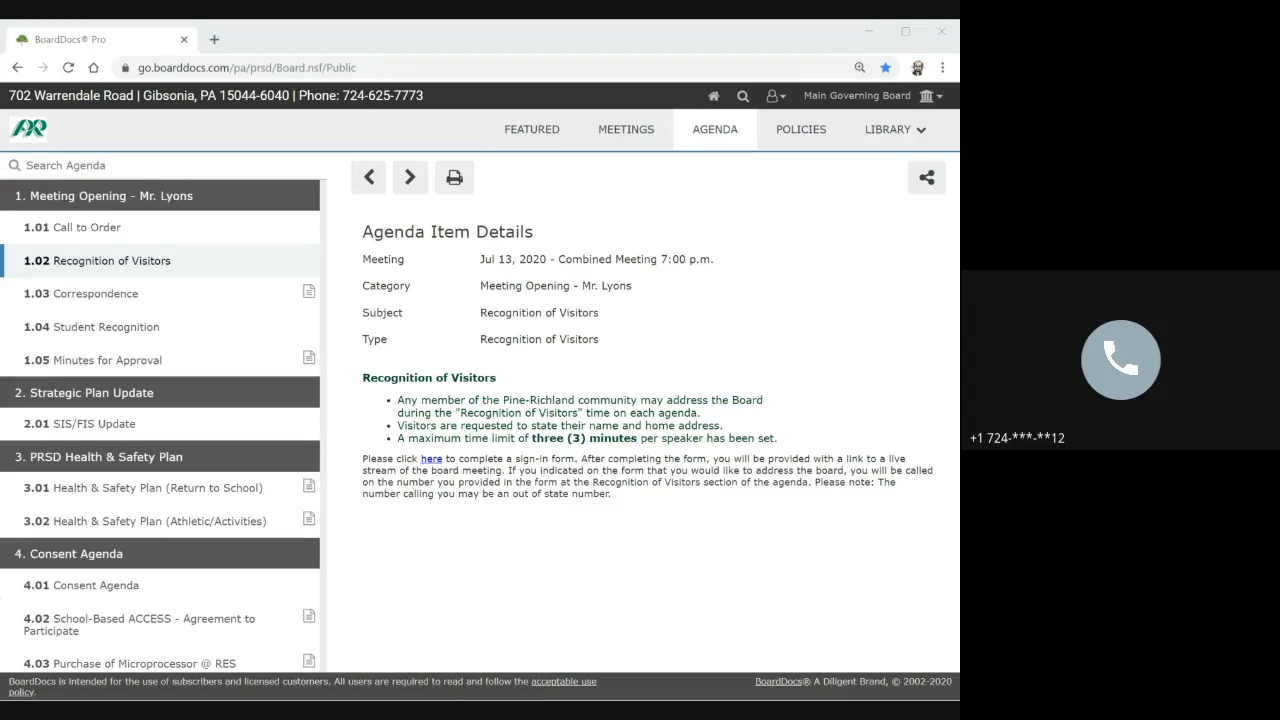 BoardDocs® Pro
go.boarddocs.com/pa/prsd/Board.nsf/Public
702 Warrendale Road | Gibsonia, PA 15044-6040 | Phone: 724-625-7773
Main Governing Board
FEATURED
MEETINGS
AGENDA
POLICIES
LIBRARY
Search Agenda
1. Meeting Opening - Mr. Lyons
1.01 Call to Order
1.02 Recognition of Visitors
1.03 Correspondence
1.04 Student Recognition
1.05 Minutes for Approval
2. Strategic Plan Update
2.01 SIS/FIS Update
3. PRSD Health & Safety Plan
3.01 Health & Safety Plan (Return to School)
3.02 Health & Safety Plan (Athletic/Activities)
4. Consent Agenda
4.01 Consent Agenda
4.02 School-Based ACCESS - Agreement to
Participate
4.03 Purchase of Microprocessor @ RES
Agenda Item Details
Meeting Jul 13, 2020 - Combined Meeting 7:00 p.m.
Category Meeting Opening - Mr. Lyons
Subject Recognition of Visitors
Type Recognition of Visitors
Recognition of Visitors
• Any member of the Pine-Richland community may address the Board
during the "Recognition of Visitors" time on each agenda.
• Visitors are requested to state their name and home address.
• A maximum time limit of three (3) minutes per speaker has been set.
Please click here to complete a sign-in form. After completing the form, you will be provided with a link to a live
stream of the board meeting. If you indicated on the form that you would like to address the board, you will be called
on the number you provided in the form at the Recognition of Visitors section of the agenda. Please note: The
number calling you may be an out of state number.
+1 724-***-**12
BoardDocs is intended for the use of subscribers and licensed customers. All users are required to read and follow the acceptable use
policy.
BoardDocs® A Diligent Brand, © 2002-2020